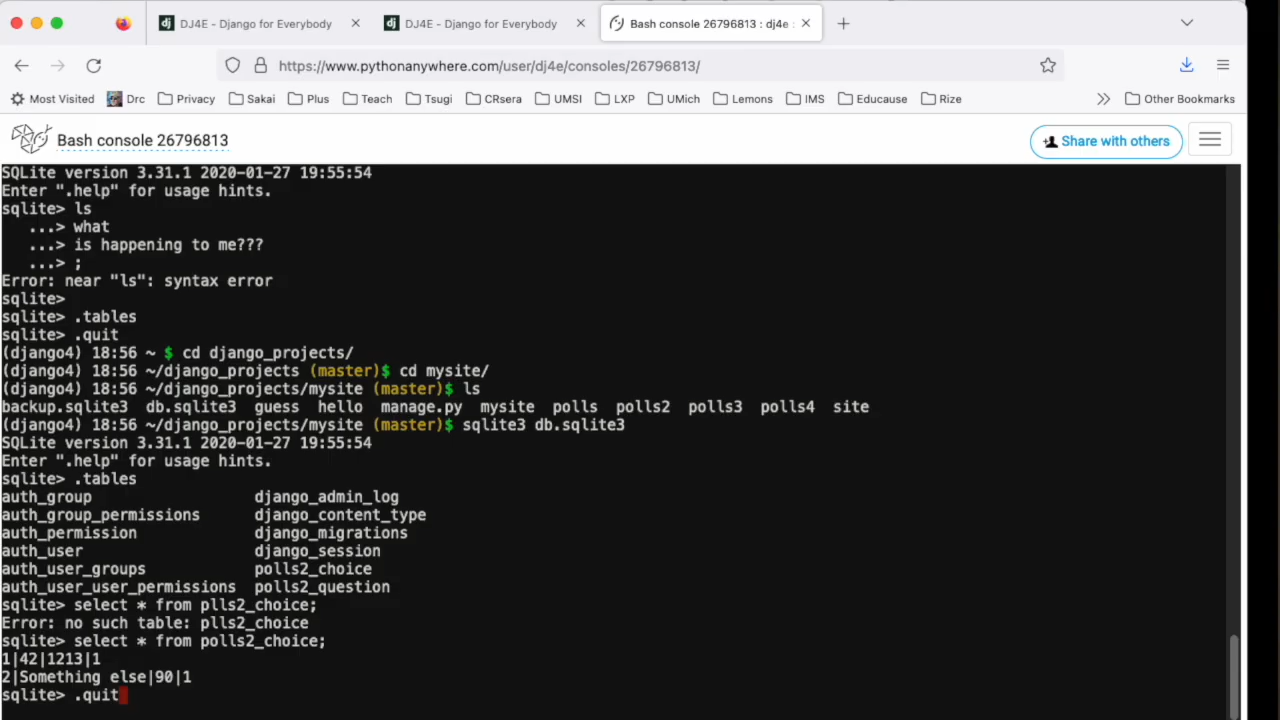 DJ4E - Django for Everybody
DJ4E - Django for Everybody
Bash console 26796813 : dj4e :
https://www.pythonanywhere.com/user/dj4e/consoles/26796813/
Most Visited Drc Privacy Sakai Plus Teach Tsugi CRsera UMSI LXP UMich Lemons IMS Educause Rize Other Bookmarks
Bash console 26796813
Share with others
SQLite version 3.31.1 2020-01-27 19:55:54
Enter ".help" for usage hints.
sqlite> ls
...> what
...> is happening to me???
...> ;
Error: near "ls": syntax error
sqlite>
sqlite> .tables
sqlite> .quit
(django4) 18:56 ~ $ cd django_projects/
(django4) 18:56 ~/django_projects (master)$ cd mysite/
(django4) 18:56 ~/django_projects/mysite (master)$ ls
backup.sqlite3 db.sqlite3 guess hello manage.py mysite polls polls2 polls3 polls4 site
(django4) 18:56 ~/django_projects/mysite (master)$ sqlite3 db.sqlite3
SQLite version 3.31.1 2020-01-27 19:55:54
Enter ".help" for usage hints.
sqlite> .tables
auth_group django_admin_log
auth_group_permissions django_content_type
auth_permission django_migrations
auth_user django_session
auth_user_groups polls2_choice
auth_user_user_permissions polls2_question
sqlite> select * from plls2_choice;
Error: no such table: plls2_choice
sqlite> select * from polls2_choice;
1|42|1213|1
2|Something else|90|1
sqlite> .quit